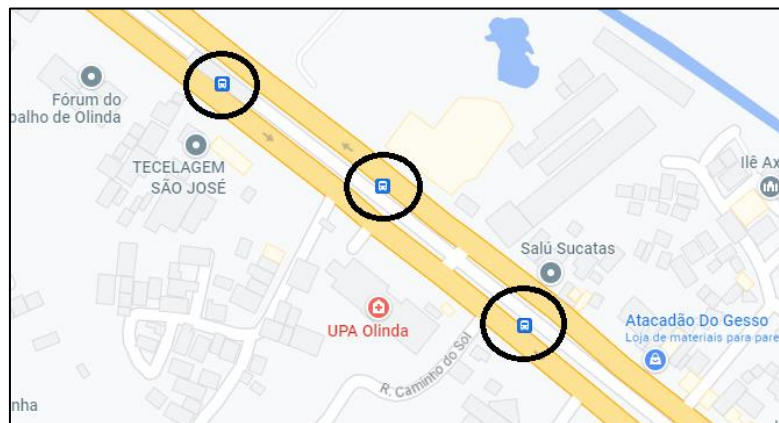 Fórum do
balho de Olinda
TECELAGEM
SÃO JOSÉ
Ilê Ax
Salú Sucatas
UPA Olinda
Atacadão Do Gesso
Loja de materiais para pare
R. Caminho do Sol
nha